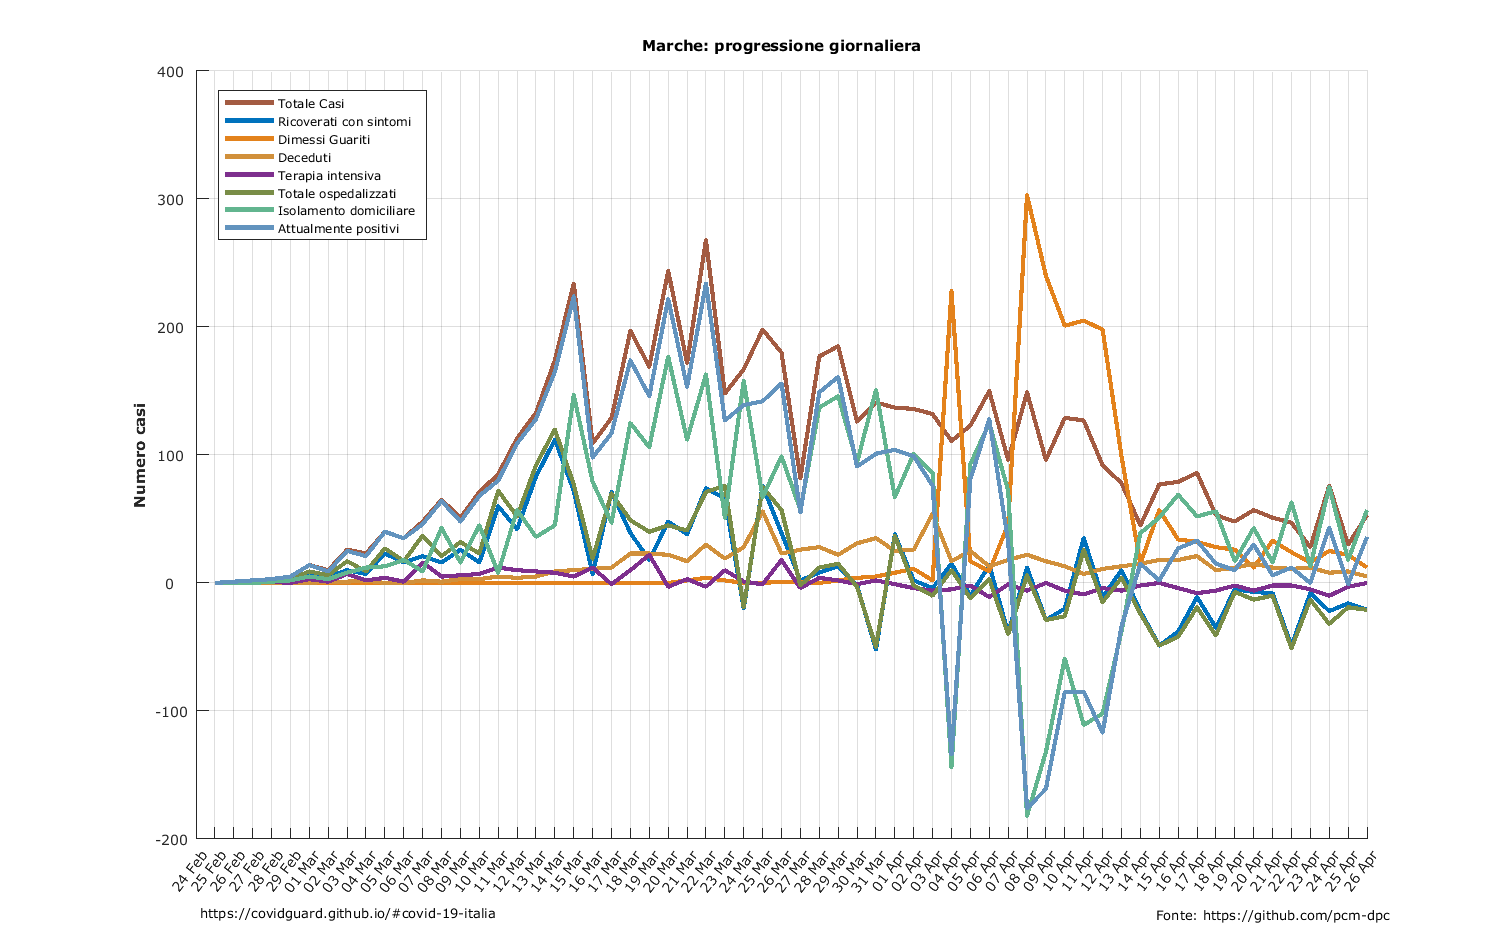 Marche: progressione giornaliera
400
300
200
100
0
-100
-200
Numero casi
Totale Casi
Ricoverati con sintomi
Dimessi Guariti
Deceduti
Terapia intensiva
Totale ospedalizzati
Isolamento domiciliare
Attualmente positivi
24 Feb
25 Feb
26 Feb
27 Feb
28 Feb
29 Feb
01 Mar
02 Mar
03 Mar
04 Mar
05 Mar
06 Mar
07 Mar
08 Mar
09 Mar
10 Mar
11 Mar
12 Mar
13 Mar
14 Mar
15 Mar
16 Mar
17 Mar
18 Mar
19 Mar
20 Mar
21 Mar
22 Mar
23 Mar
24 Mar
25 Mar
26 Mar
27 Mar
28 Mar
29 Mar
30 Mar
31 Mar
01 Apr
02 Apr
03 Apr
04 Apr
05 Apr
06 Apr
07 Apr
08 Apr
09 Apr
10 Apr
11 Apr
12 Apr
13 Apr
14 Apr
15 Apr
16 Apr
17 Apr
18 Apr
19 Apr
20 Apr
21 Apr
22 Apr
23 Apr
24 Apr
25 Apr
26 Apr
https://covidguard.github.io/#covid-19-italia
Fonte: https://github.com/pcm-dpc